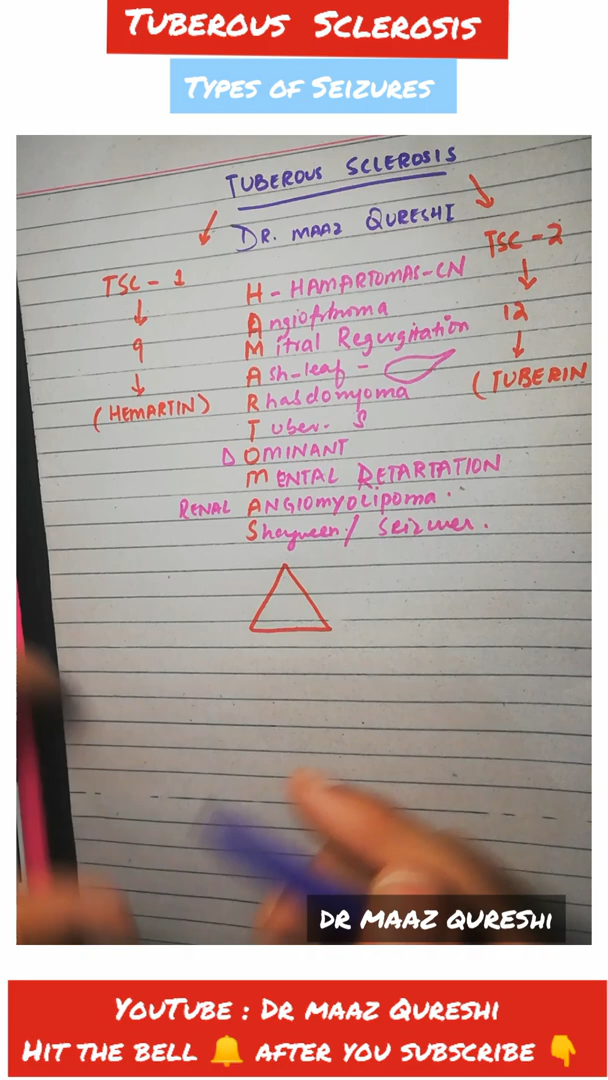 TUBEROUS SCLEROSIS
TYPES OF SEIZURES
TUBEROUS SCLEROSIS
DR. MAAZ QURESHI
TSC - 1
9
(HEMARTIN)
TSC - 2
12
(TUBERIN
H - HAMARTOMAS - CN
Angiofibroma
Mitral Regurgitation
Ash-leaf -
Rhabdomyoma
Tuber. S
DOMINANT
MENTAL RETARTATION
RENAL ANGIOMYOLIPOMA.
Shagreen / Seizures.
DR MAAZ QURESHI
YOUTUBE : DR MAAZ QURESHI
HIT THE BELL 🔔 AFTER YOU SUBSCRIBE 👇